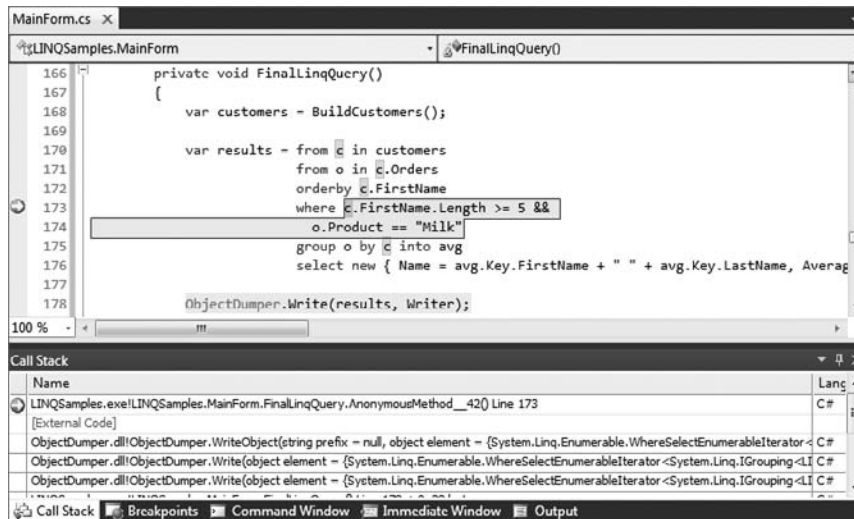 MainForm.cs X
LINQSamples.MainForm FinalLinqQuery()
166 private void FinalLinqQuery()
167 {
168 var customers = BuildCustomers();
169
170 var results = from c in customers
171 from o in c.Orders
172 orderby c.FirstName
173 where c.FirstName.Length >= 5 &&
174 o.Product == "Milk"
175 group o by c into avg
176 select new { Name = avg.Key.FirstName + " " + avg.Key.LastName, Averag
177
178 ObjectDumper.Write(results, Writer);
100 %
Call Stack
Name Lang
LINQSamples.exe!LINQSamples.MainForm.FinalLinqQuery.AnonymousMethod__42() Line 173 C#
[External Code]
ObjectDumper.dll!ObjectDumper.WriteObject(string prefix = null, object element = {System.Linq.Enumerable.WhereSelectEnumerableIterator< C#
ObjectDumper.dll!ObjectDumper.Write(object element = {System.Linq.Enumerable.WhereSelectEnumerableIterator<System.Linq.IGrouping<LI C#
ObjectDumper.dll!ObjectDumper.Write(object element = {System.Linq.Enumerable.WhereSelectEnumerableIterator<System.Linq.IGrouping<LI C#
Call Stack Breakpoints Command Window Immediate Window Output